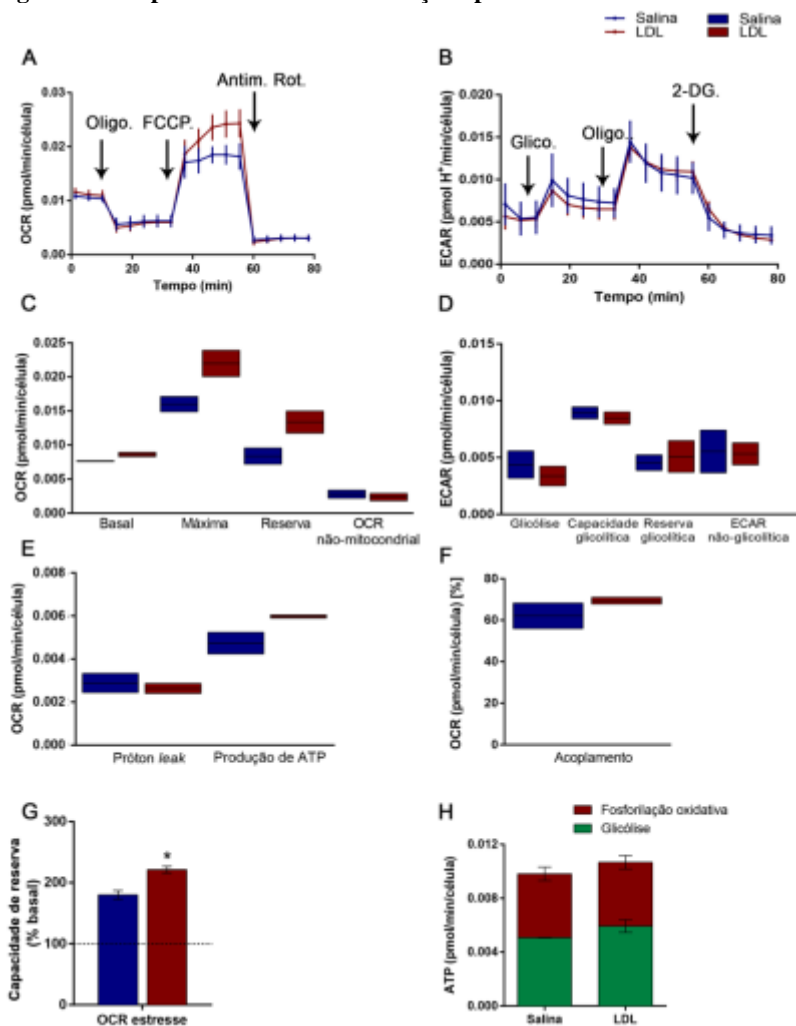 Salina Salina
LDL LDL
A
Antim. Rot.
Oligo. FCCP.
OCR (pmol/min/célula)
0.03
0.02
0.01
0.00
0 20 40 60 80
Tempo (min)
B
2-DG.
Glico. Oligo.
ECAR (pmol H⁺/min/célula)
0.020
0.015
0.010
0.005
0.000
0 20 40 60 80
Tempo (min)
C
OCR (pmol/min/célula)
0.025
0.020
0.015
0.010
0.005
0.000
Basal Máxima Reserva OCR
não-mitocondrial
D
ECAR (pmol/min/célula)
0.015
0.010
0.005
0.000
Glicólise Capacidade Reserva ECAR
glicolítica glicolítica não-glicolítica
E
OCR (pmol/min/célula)
0.008
0.006
0.004
0.002
0.000
Próton leak Produção de ATP
F
OCR (pmol/min/célula) [%]
80
60
40
20
0
Acoplamento
G
Capacidade de reserva
(% basal)
300
200
100
0
*
OCR estresse
H
Fosforilação oxidativa
Glicólise
ATP (pmol/min/célula)
0.012
0.008
0.004
0.000
Salina LDL